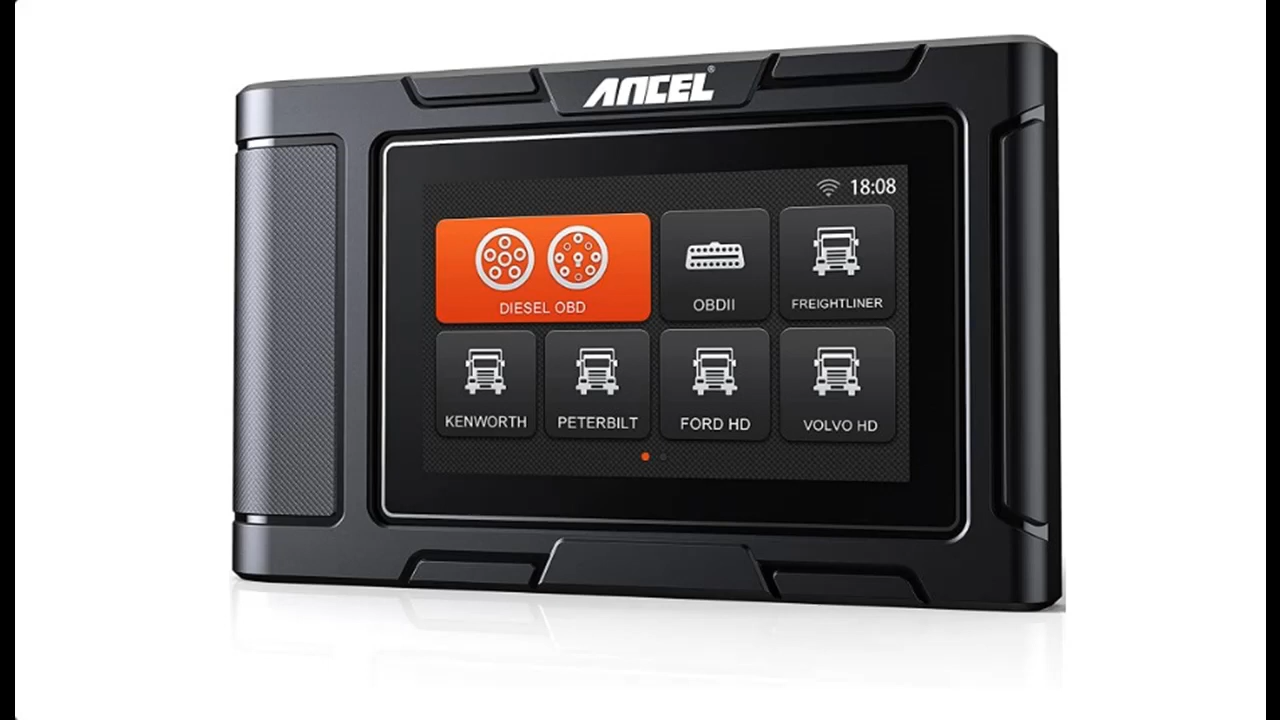 ANCEL®
18:08
DIESEL OBD
OBDII
FREIGHTLINER
KENWORTH
PETERBILT
FORD HD
VOLVO HD